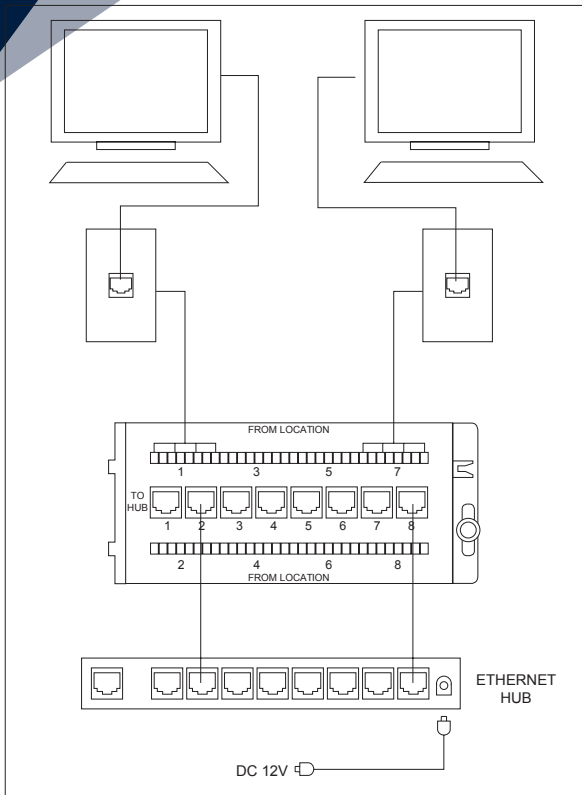 FROM LOCATION
1 3 5 7
TO
HUB
1 2 3 4 5 6 7 8
2 4 6 8
FROM LOCATION
ETHERNET
HUB
DC 12V